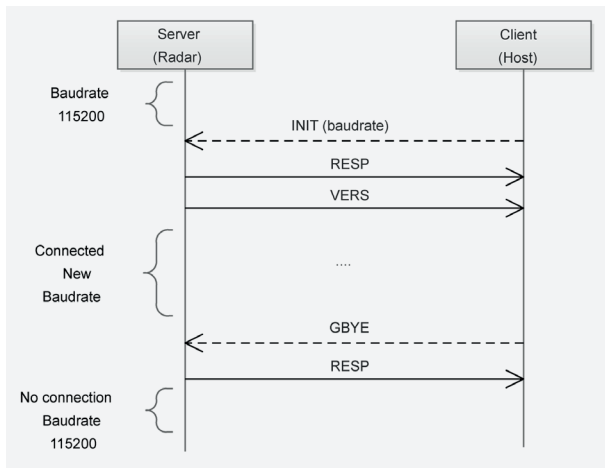 Server
(Radar)
Client
(Host)
Baudrate
115200
INIT (baudrate)
RESP
VERS
Connected
New
Baudrate
....
GBYE
RESP
No connection
Baudrate
115200